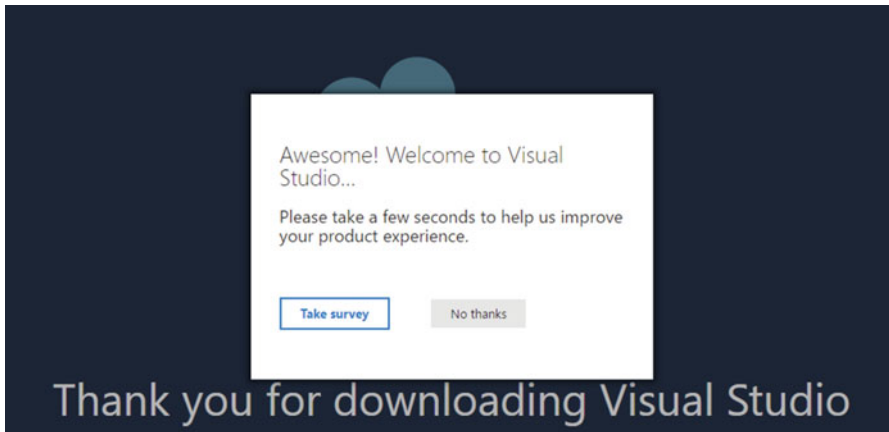 Awesome! Welcome to Visual
Studio...
Please take a few seconds to help us improve
your product experience.
Take survey
No thanks
Thank you for downloading Visual Studio